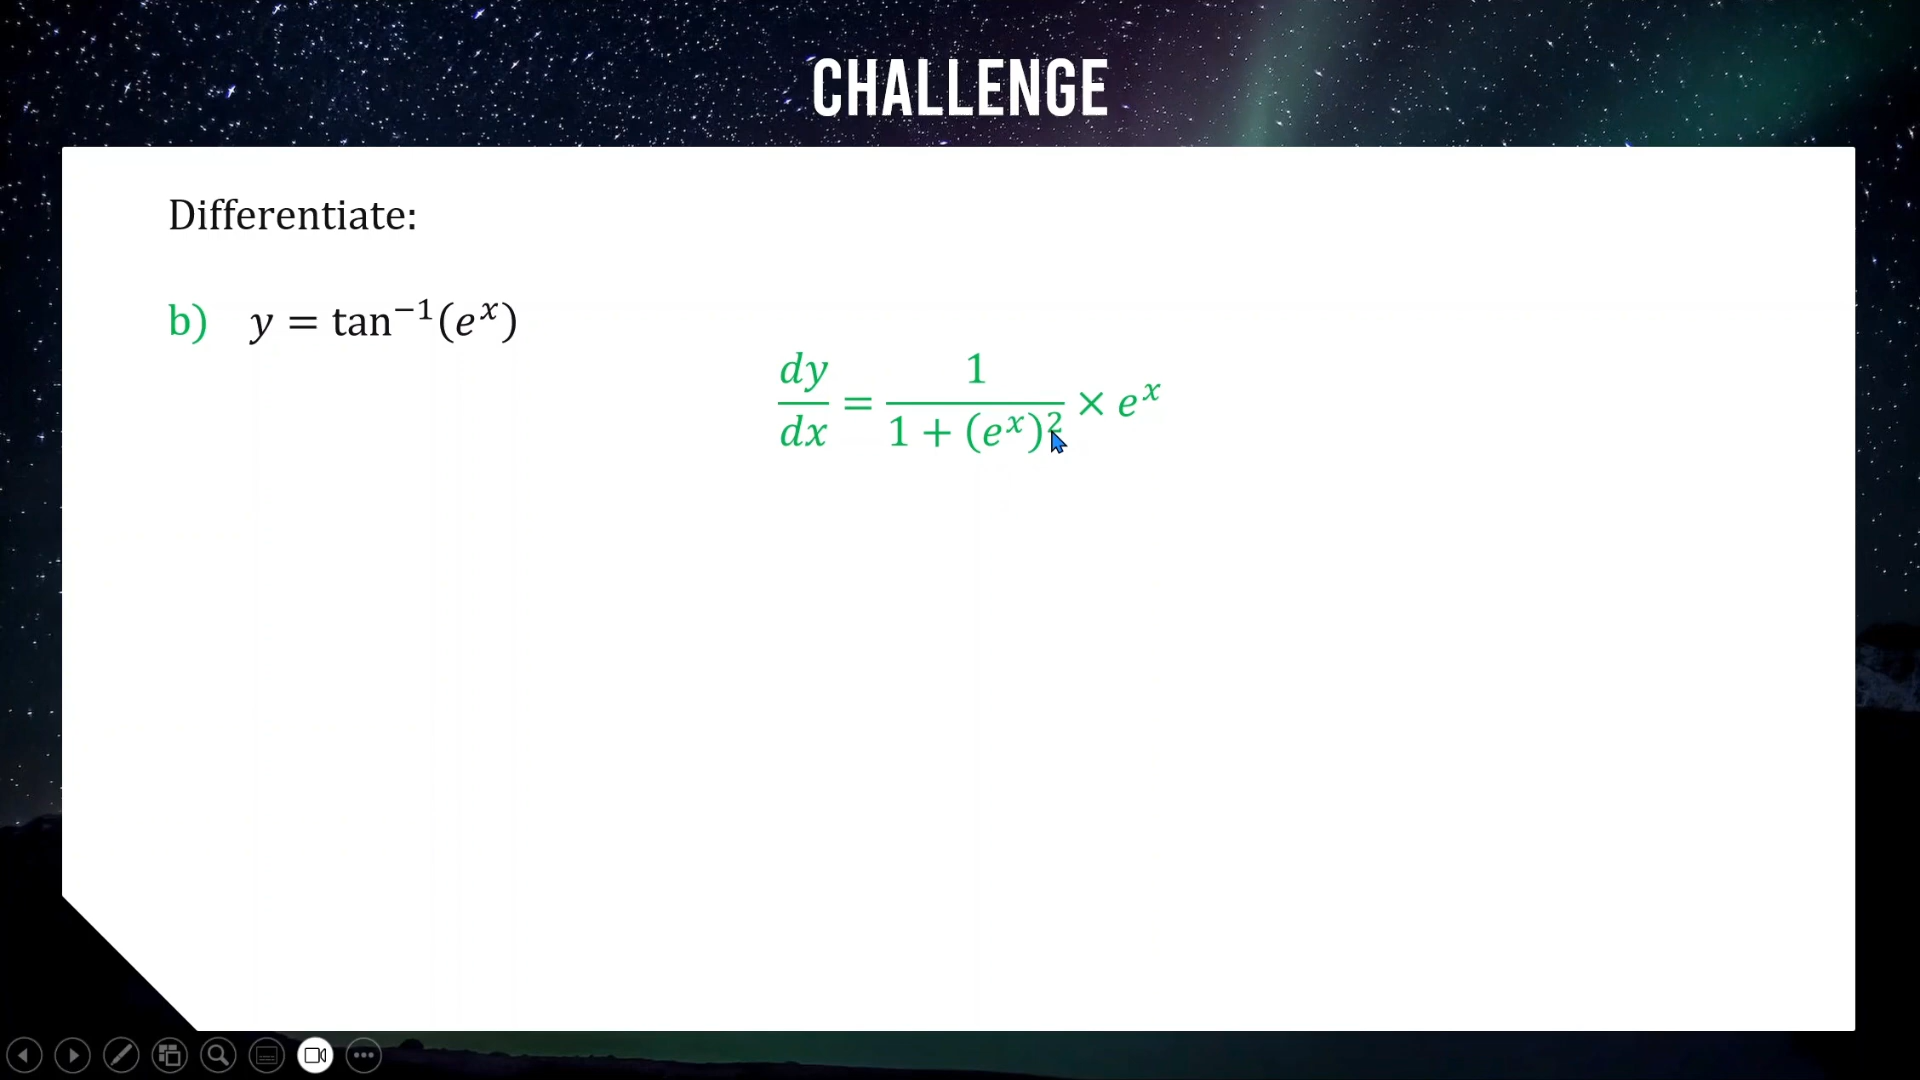 CHALLENGE
Differentiate:
b) y = tan⁻¹(eˣ)
dy/dx = 1/(1 + (eˣ)²) × eˣ